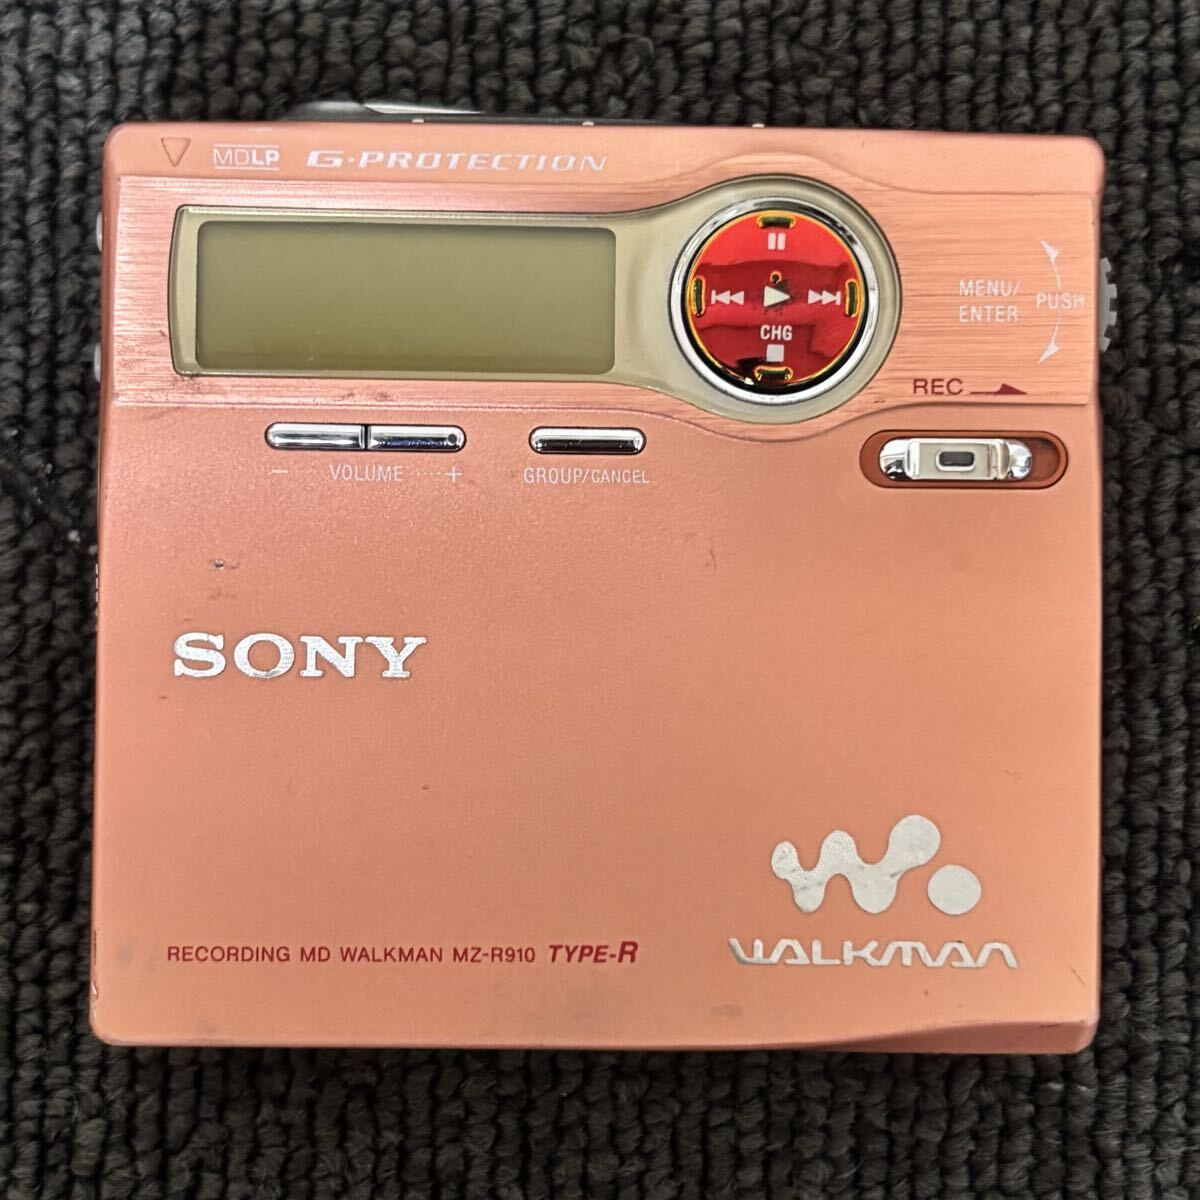 MDLP G-PROTECTION
MENU/
ENTER
PUSH
CHG
REC
- VOLUME +
GROUP/CANCEL
SONY
RECORDING MD WALKMAN MZ-R910 TYPE-R
WALKMAN